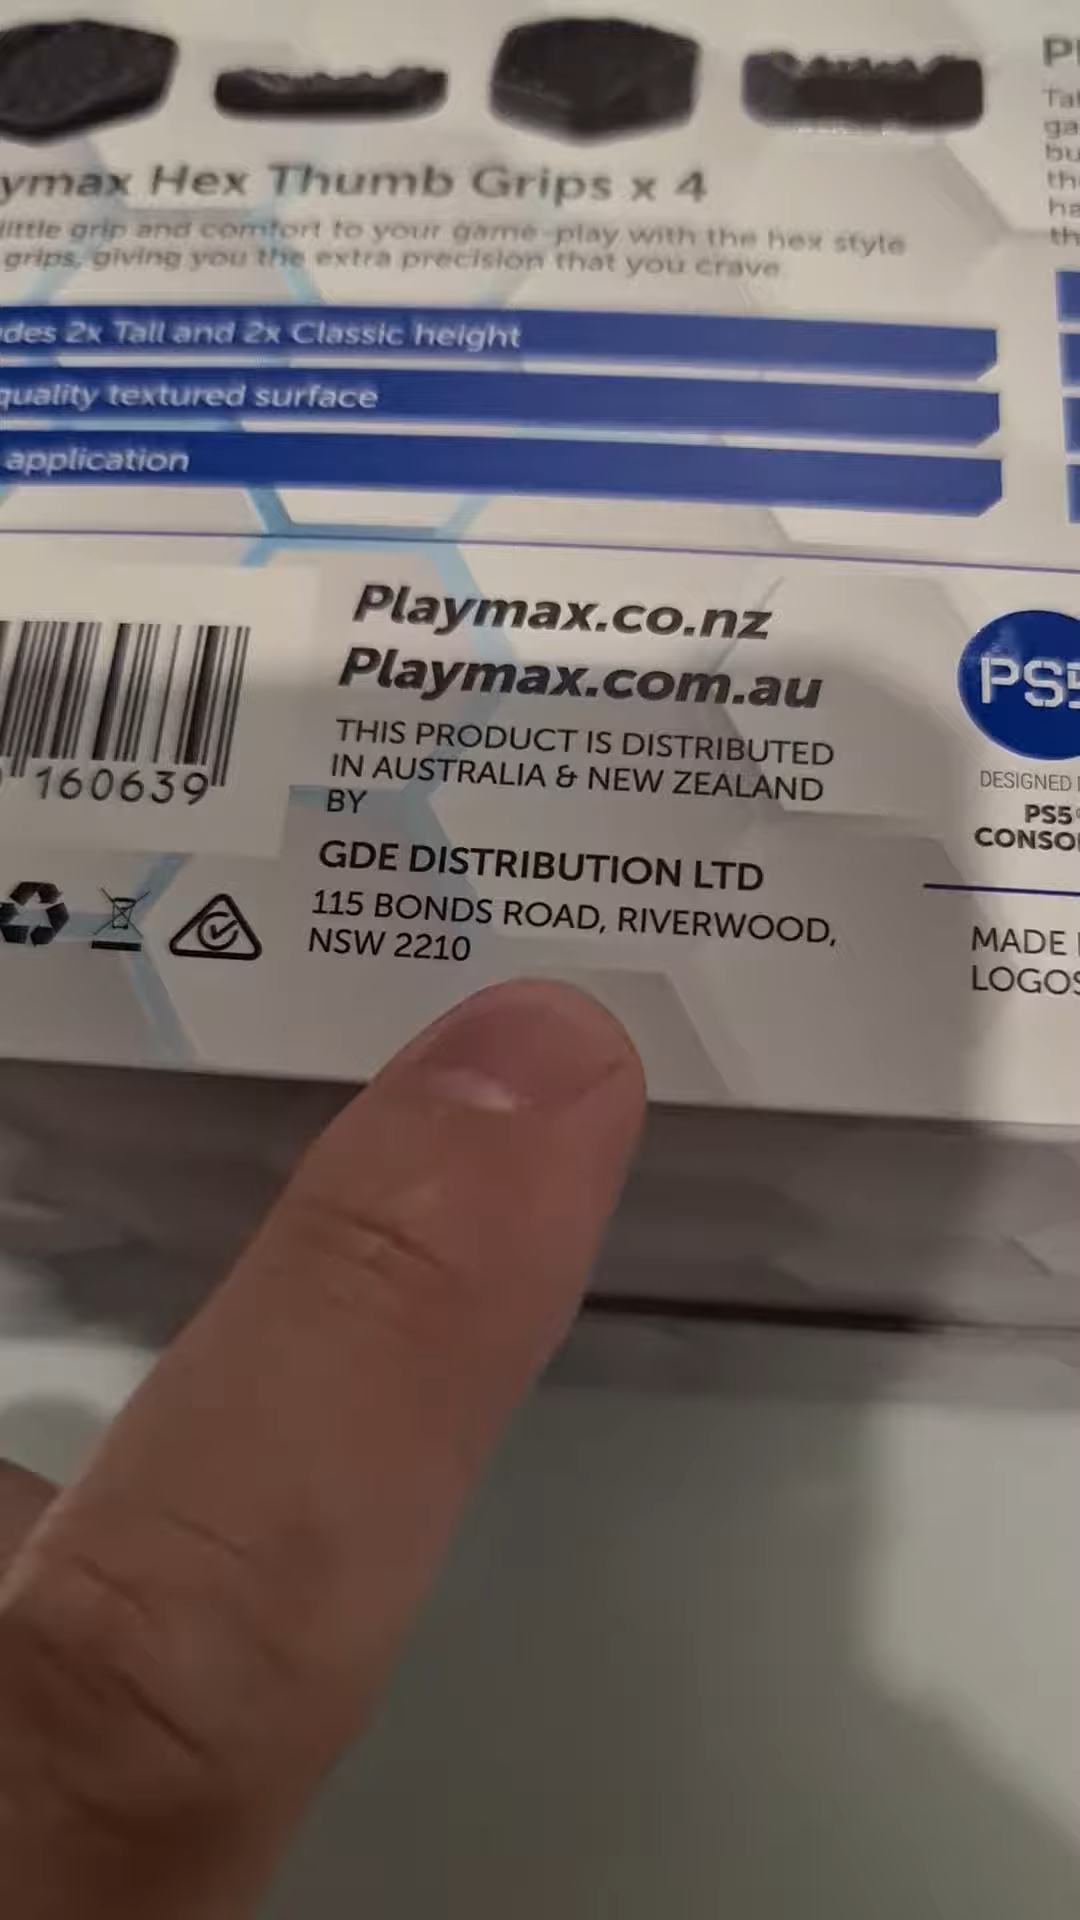 ymax Hex Thumb Grips x 4
little grip and comfort to your game-play with the hex style
grips, giving you the extra precision that you crave.
des 2x Tall and 2x Classic height
quality textured surface
application
Playmax.co.nz
Playmax.com.au
THIS PRODUCT IS DISTRIBUTED
IN AUSTRALIA & NEW ZEALAND
BY
GDE DISTRIBUTION LTD
115 BONDS ROAD, RIVERWOOD,
NSW 2210
160639
PS5
DESIGNED
PS5
CONSO
MADE
LOGOS